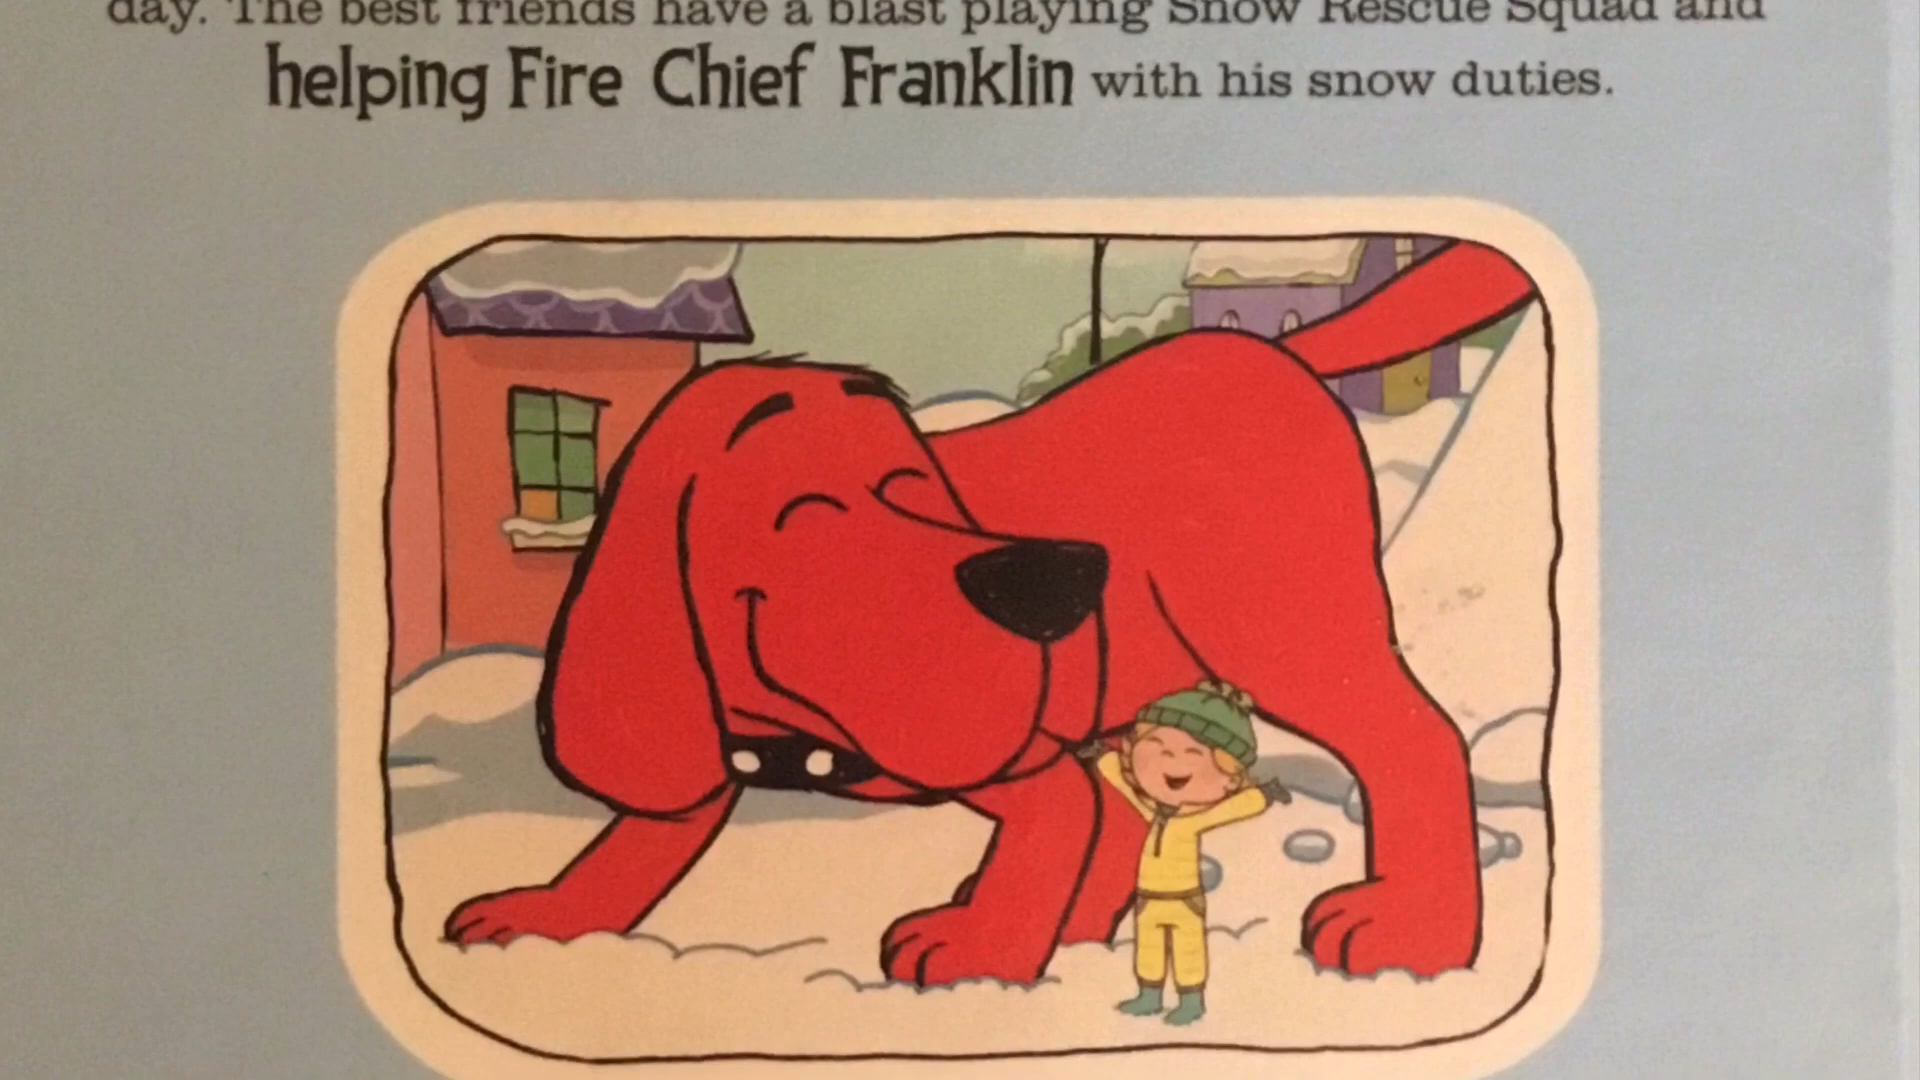 day. The best friends have a blast playing Snow Rescue Squad and
helping Fire Chief Franklin with his snow duties.